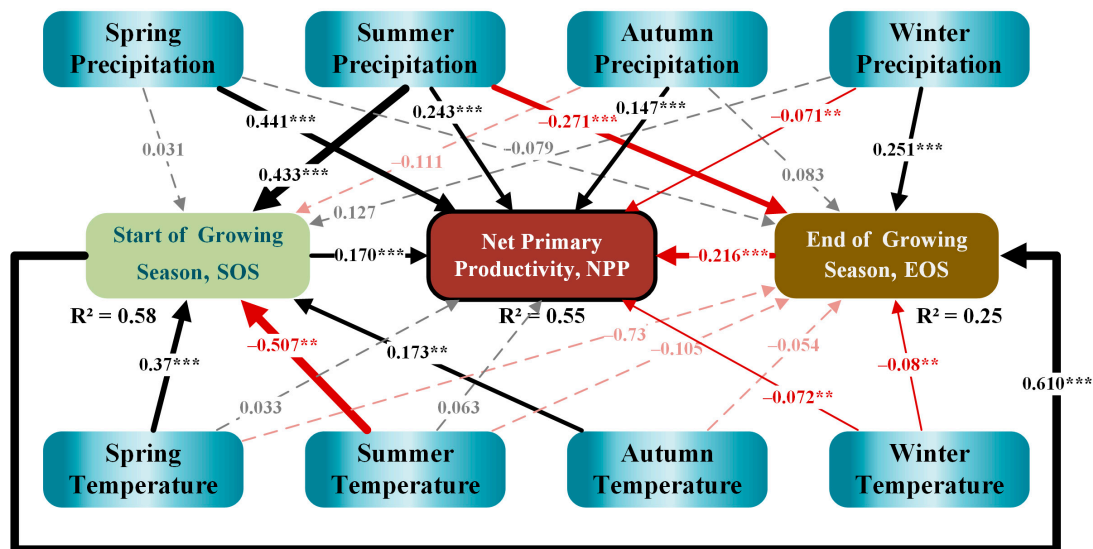 Spring
Precipitation
Summer
Precipitation
Autumn
Precipitation
Winter
Precipitation
0.441***
0.243***
0.147***
–0.071**
–0.271***
0.031
–0.079
0.251***
–0.111
0.083
0.433***
0.127
Start of Growing
Season, SOS
0.170***
Net Primary
Productivity, NPP
–0.216***
End of Growing
Season, EOS
R² = 0.58
R² = 0.55
R² = 0.25
–0.73
–0.507**
0.173**
–0.105
–0.054
0.37***
–0.08**
0.610***
0.033
0.063
–0.072**
Spring
Temperature
Summer
Temperature
Autumn
Temperature
Winter
Temperature